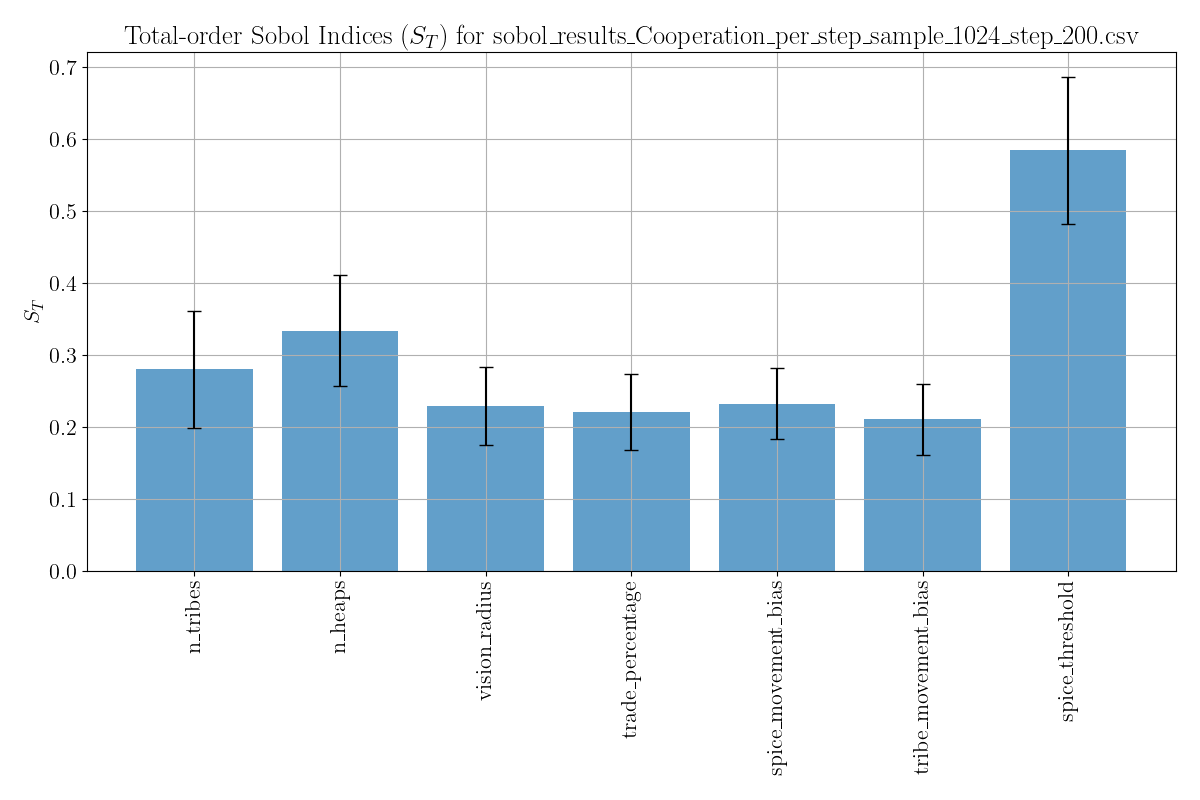 Total-order Sobol Indices (S_T) for sobol_results_Cooperation_per_step_sample_1024_step_200.csv
0.7
0.6
0.5
0.4
0.3
0.2
0.1
0.0
S_T
n_tribes
n_heaps
vision_radius
trade_percentage
spice_movement_bias
tribe_movement_bias
spice_threshold